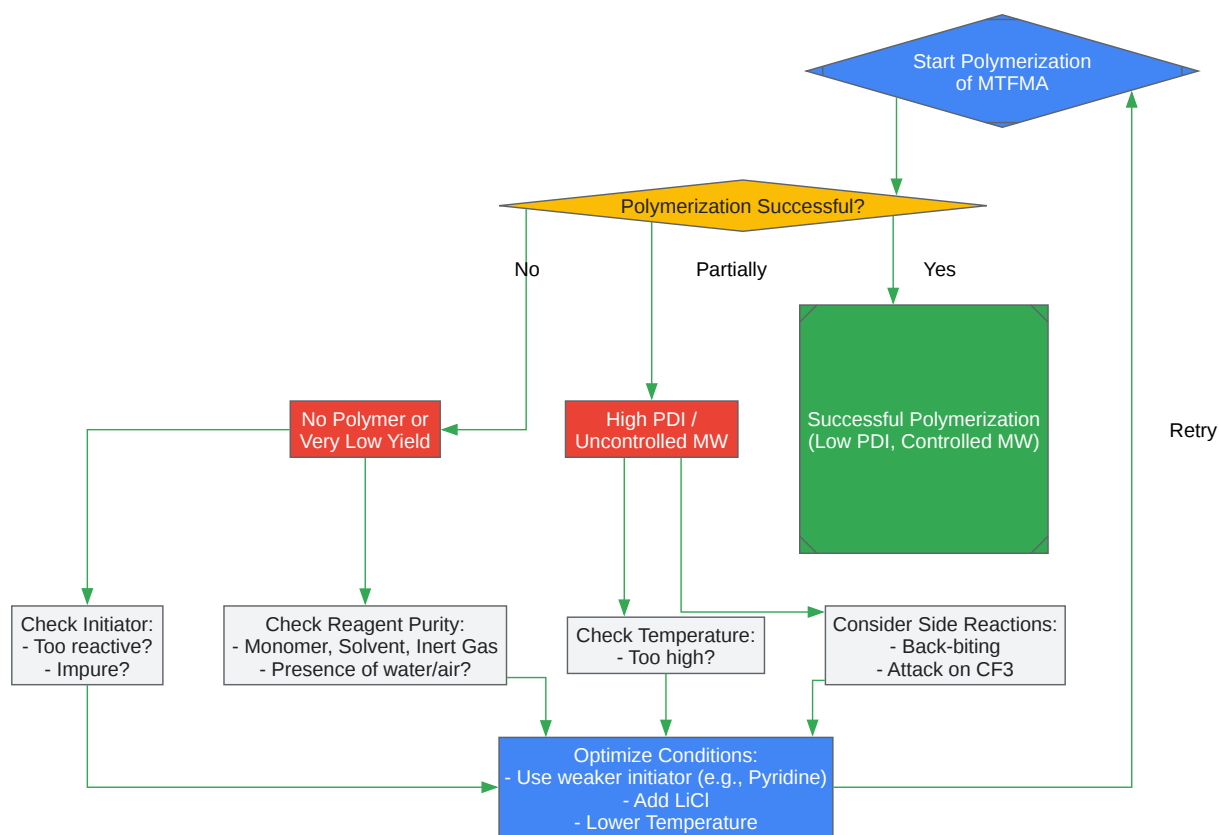 Start Polymerization
of MTFMA
Polymerization Successful?
No
Partially
Yes
No Polymer or
Very Low Yield
High PDI /
Uncontrolled MW
Successful Polymerization
(Low PDI, Controlled MW)
Retry
Check Initiator:
- Too reactive?
- Impure?
Check Reagent Purity:
- Monomer, Solvent, Inert Gas
- Presence of water/air?
Check Temperature:
- Too high?
Consider Side Reactions:
- Back-biting
- Attack on CF3
Optimize Conditions:
- Use weaker initiator (e.g., Pyridine)
- Add LiCl
- Lower Temperature